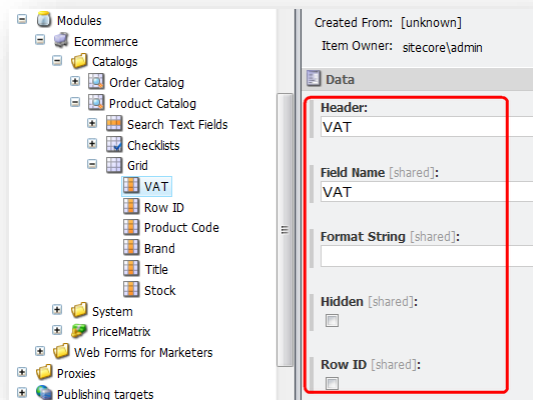 Modules
Ecommerce
Catalogs
Order Catalog
Product Catalog
Search Text Fields
Checklists
Grid
VAT
Row ID
Product Code
Brand
Title
Stock
System
PriceMatrix
Web Forms for Marketers
Proxies
Publishing targets
Created From: [unknown]
Item Owner: sitecore\admin
Data
Header:
VAT
Field Name [shared]:
VAT
Format String [shared]:
Hidden [shared]:
Row ID [shared]: